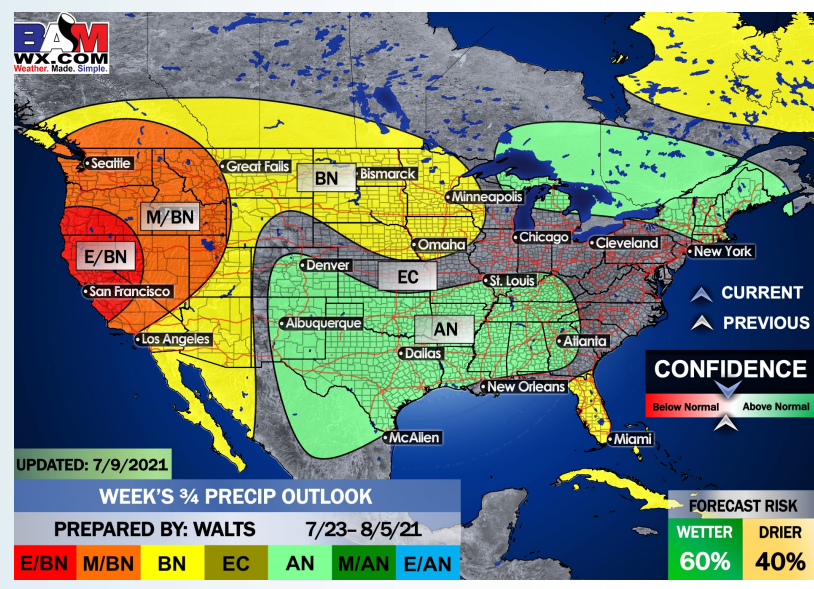 BAM
WX.COM
Weather. Made. Simple.
Seattle
Great Falls
BN
Bismarck
Minneapolis
M/BN
E/BN
Omaha
Chicago
Cleveland
New York
Denver
EC
St. Louis
San Francisco
CURRENT
PREVIOUS
Albuquerque
AN
Los Angeles
Dallas
Atlanta
CONFIDENCE
Below Normal
Above Normal
New Orleans
McAllen
Miami
UPDATED: 7/9/2021
WEEK'S ¾ PRECIP OUTLOOK
PREPARED BY: WALTS 7/23– 8/5/21
E/BN M/BN BN EC AN M/AN E/AN
FORECAST RISK
WETTER DRIER
60% 40%